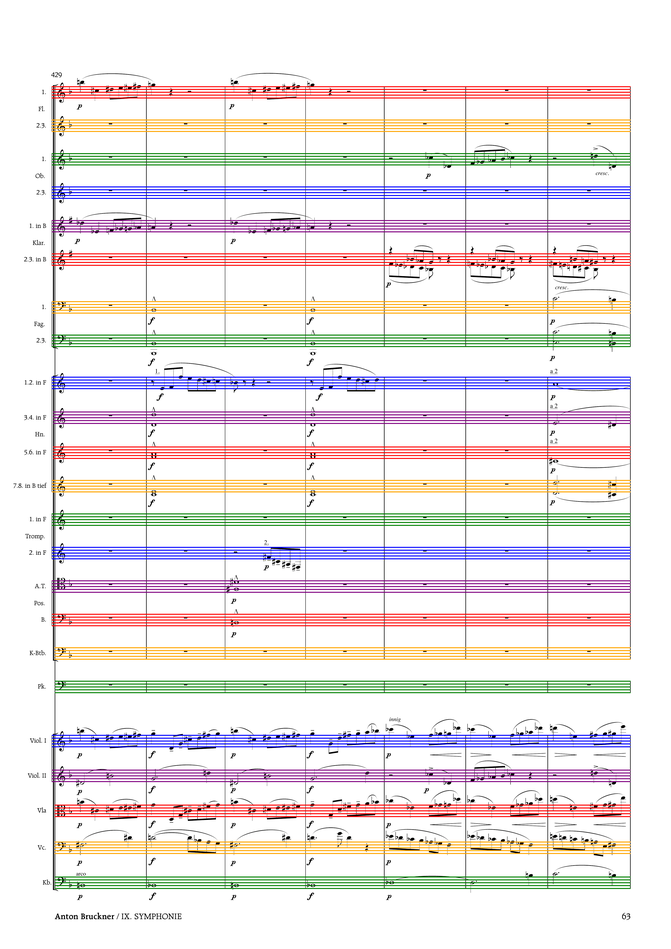 429
1.
p
p
Fl.
2.3.
1.
Ob.
p
cresc.
2.3.
1. in B
p
p
Klar.
2.3. in B
p
cresc.
1.
f
f
p
Fag.
2.3.
f
f
p
1.2. in F
1.
a 2
f
f
p
3.4. in F
a 2
f
f
p
Hn.
5.6. in F
a 2
f
f
p
7.8. in B tief
f
f
p
1. in F
Tromp.
2. in F
2.
p
A.T.
p
Pos.
B.
p
K-Btb.
Pk.
innig
Viol. I
p
f
p
f
p
Viol. II
p
f
p
f
p
Vla
p
f
p
f
p
Vc.
p
f
p
f
p
arco
Kb.
p
f
p
f
p
Anton Bruckner / IX. SYMPHONIE
63